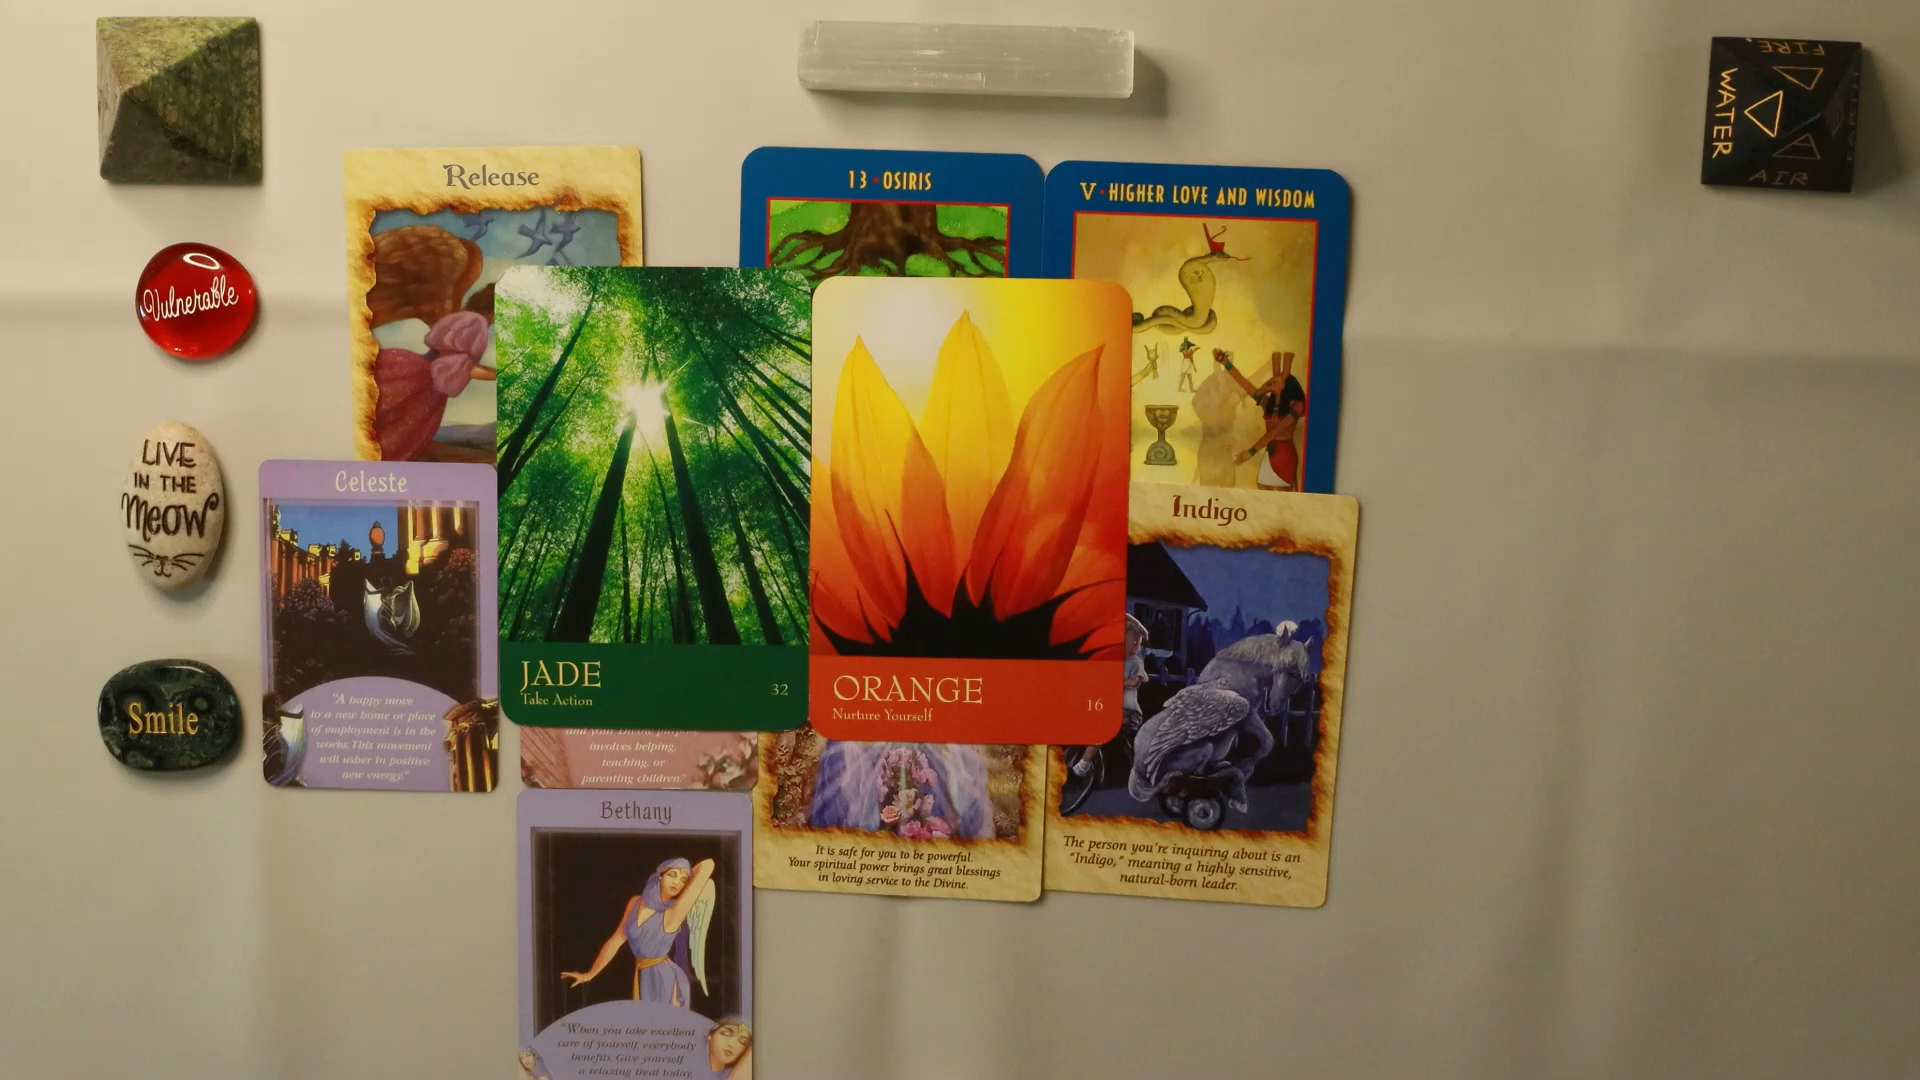 FIRE
WATER
AIR
Release
13 • OSIRIS
V • HIGHER LOVE AND WISDOM
Vulnerable
LIVE
IN THE
MEOW
Smile
Celeste
"A happy move
to a new home or place
of employment is in the
works. This movement
will usher in positive
new energy."
JADE
Take Action
32
ORANGE
Nurture Yourself
16
Indigo
The person you're inquiring about is an
"Indigo," meaning a highly sensitive,
natural-born leader.
and your Divine purpose
involves helping,
teaching, or
parenting children."
It is safe for you to be powerful.
Your spiritual power brings great blessings
in loving service to the Divine.
Bethany
"When you take excellent
care of yourself, everybody
benefits. Give yourself
a relaxing treat today,